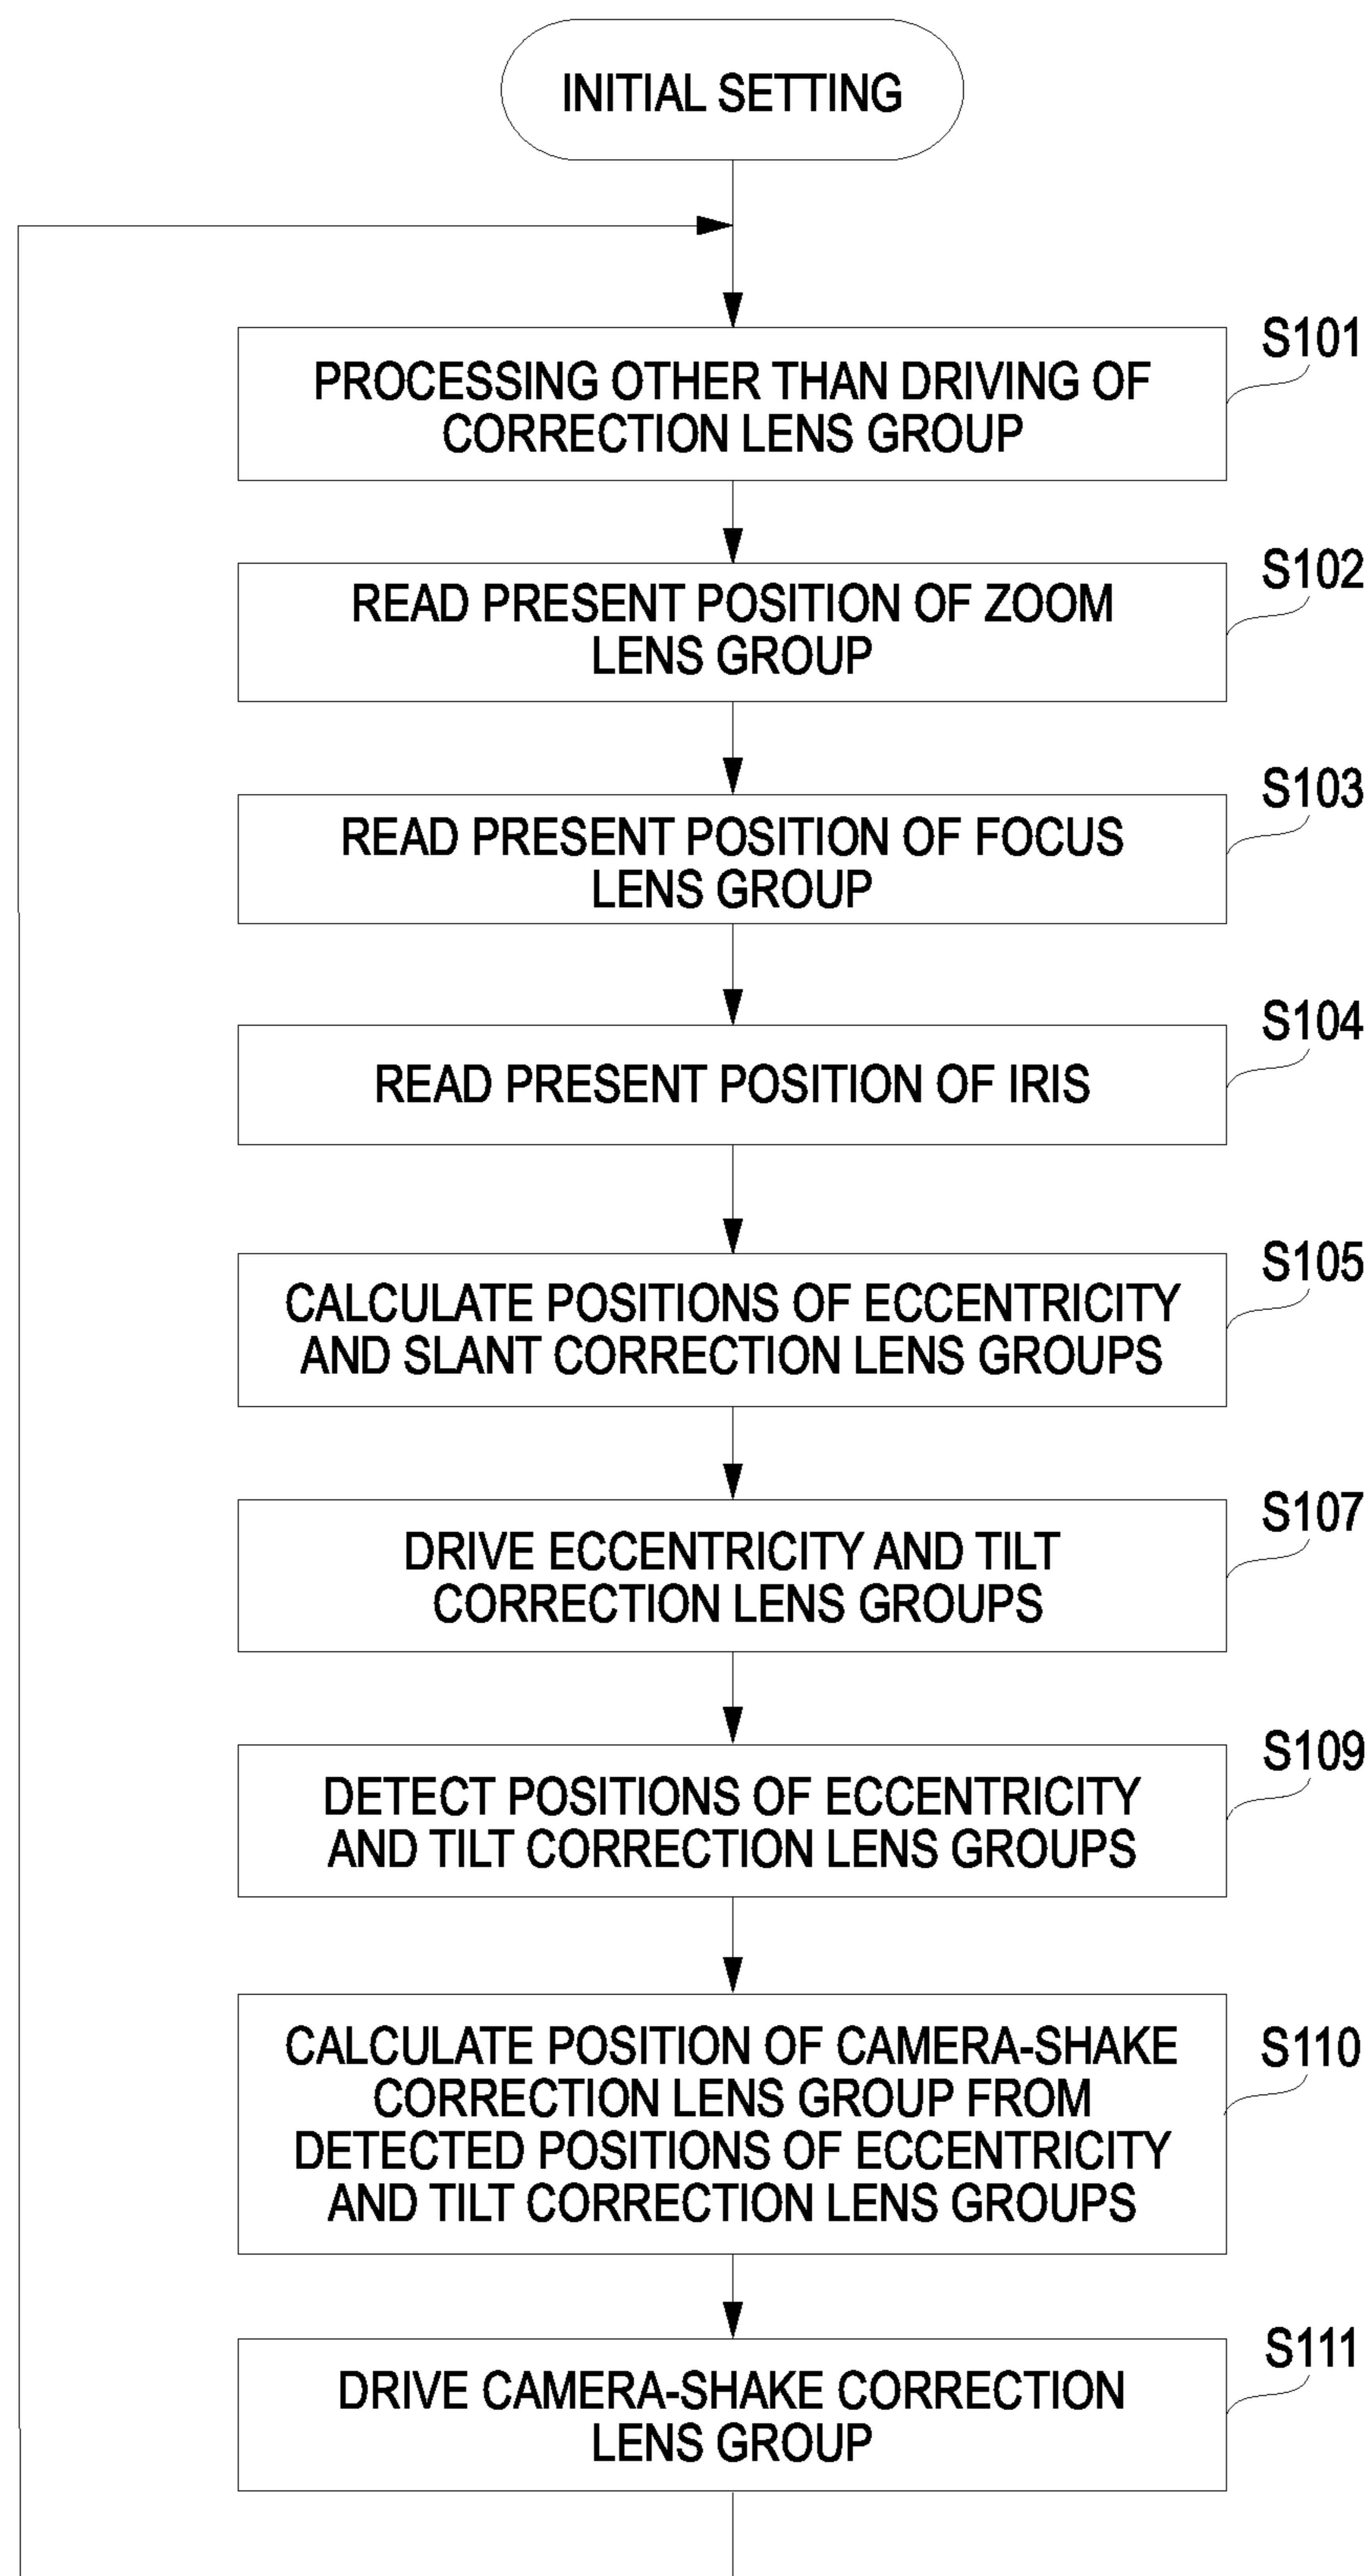 INITIAL SETTING
S101
PROCESSING OTHER THAN DRIVING OF
CORRECTION LENS GROUP
S102
READ PRESENT POSITION OF ZOOM
LENS GROUP
S103
READ PRESENT POSITION OF FOCUS
LENS GROUP
S104
READ PRESENT POSITION OF IRIS
S105
CALCULATE POSITIONS OF ECCENTRICITY
AND SLANT CORRECTION LENS GROUPS
S107
DRIVE ECCENTRICITY AND TILT
CORRECTION LENS GROUPS
S109
DETECT POSITIONS OF ECCENTRICITY
AND TILT CORRECTION LENS GROUPS
S110
CALCULATE POSITION OF CAMERA-SHAKE
CORRECTION LENS GROUP FROM
DETECTED POSITIONS OF ECCENTRICITY
AND TILT CORRECTION LENS GROUPS
S111
DRIVE CAMERA-SHAKE CORRECTION
LENS GROUP